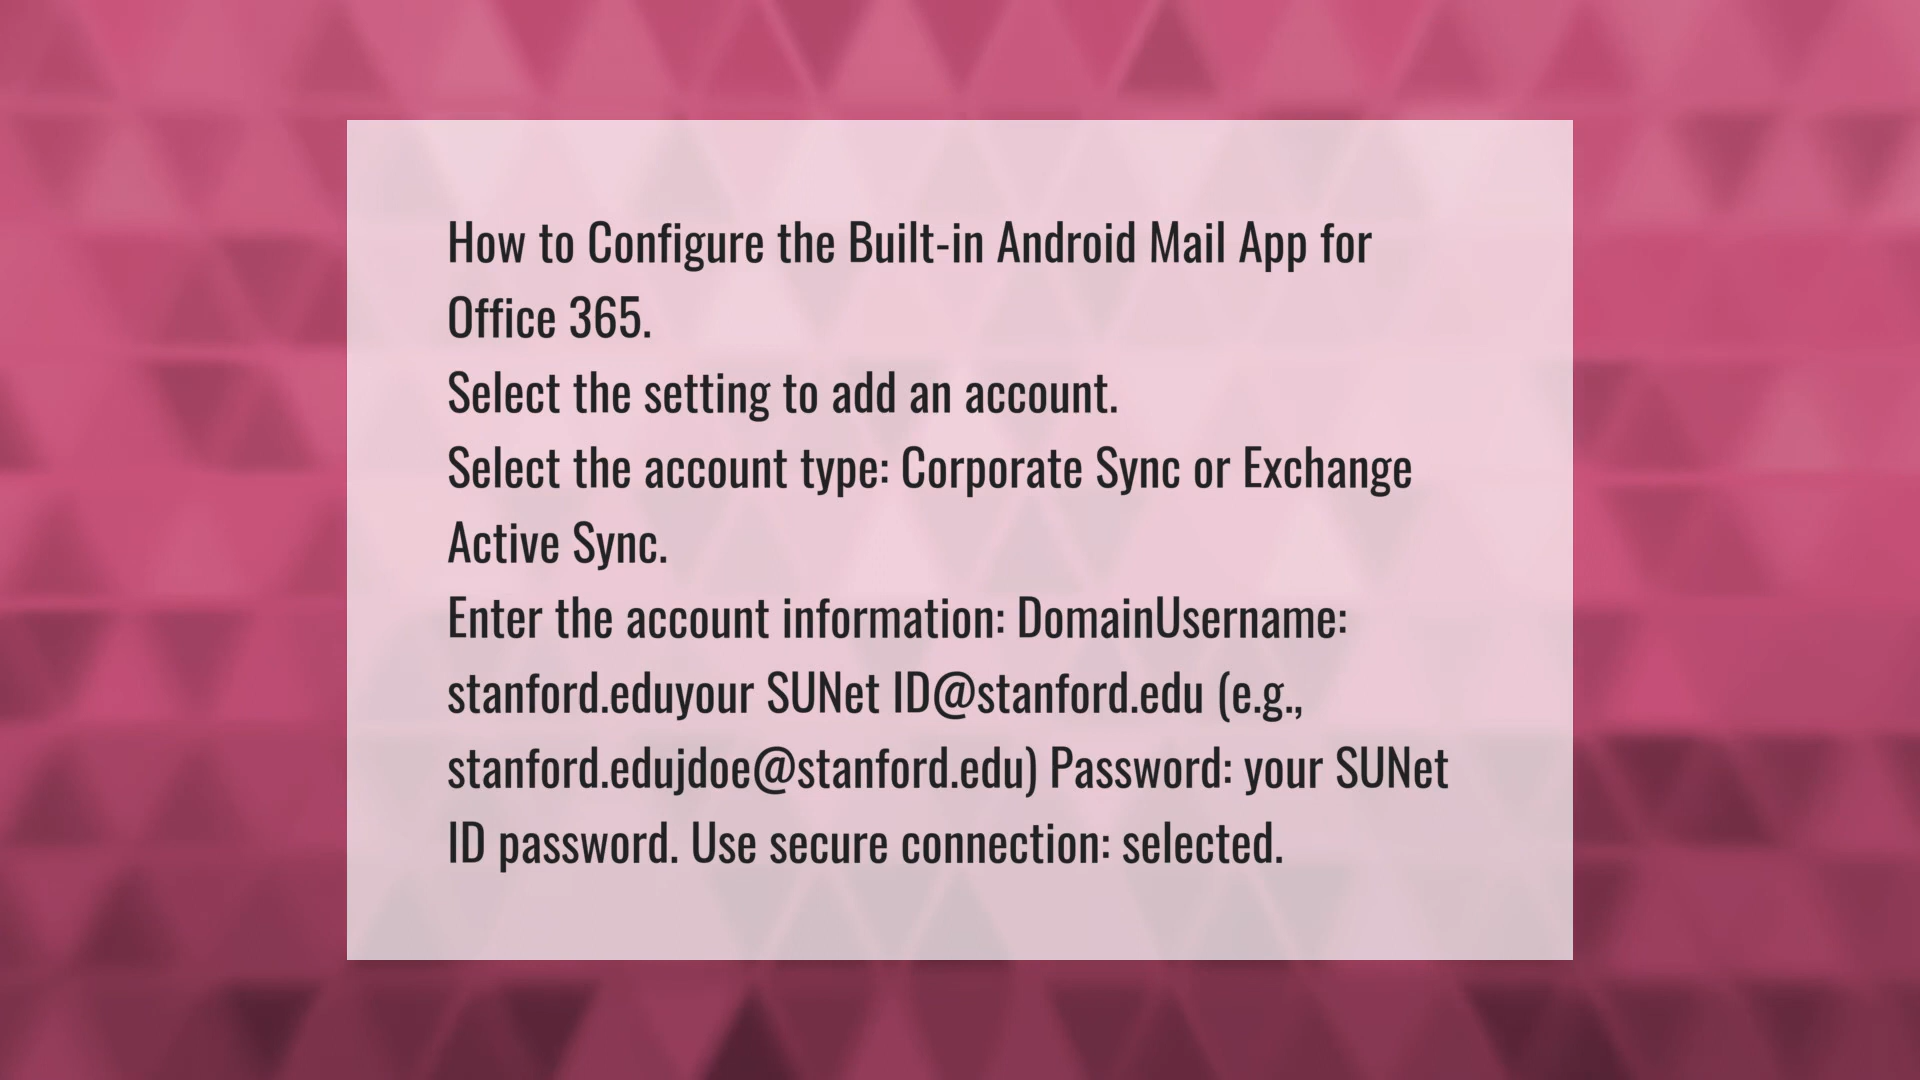 How to Configure the Built-in Android Mail App for
Office 365.
Select the setting to add an account.
Select the account type: Corporate Sync or Exchange
Active Sync.
Enter the account information: DomainUsername:
stanford.eduyour SUNet ID@stanford.edu (e.g.,
stanford.edujdoe@stanford.edu) Password: your SUNet
ID password. Use secure connection: selected.